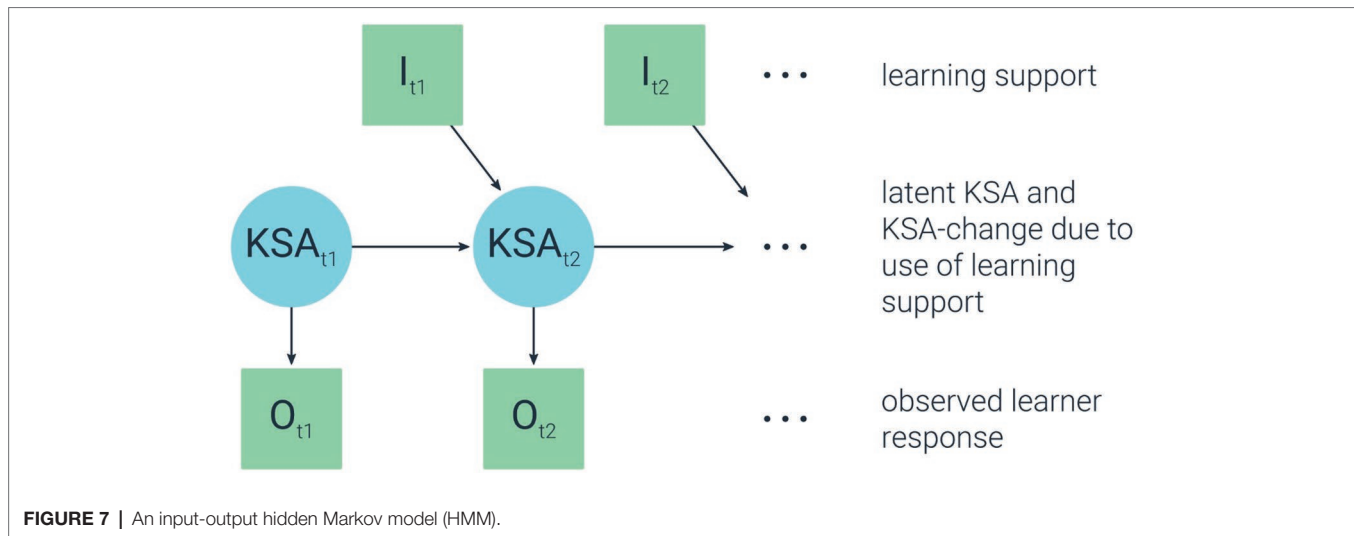 I_t1 I_t2 ... learning support
KSA_t1 KSA_t2 ... latent KSA and
KSA-change due to
use of learning
support
O_t1 O_t2 ... observed learner
response
FIGURE 7 | An input-output hidden Markov model (HMM).